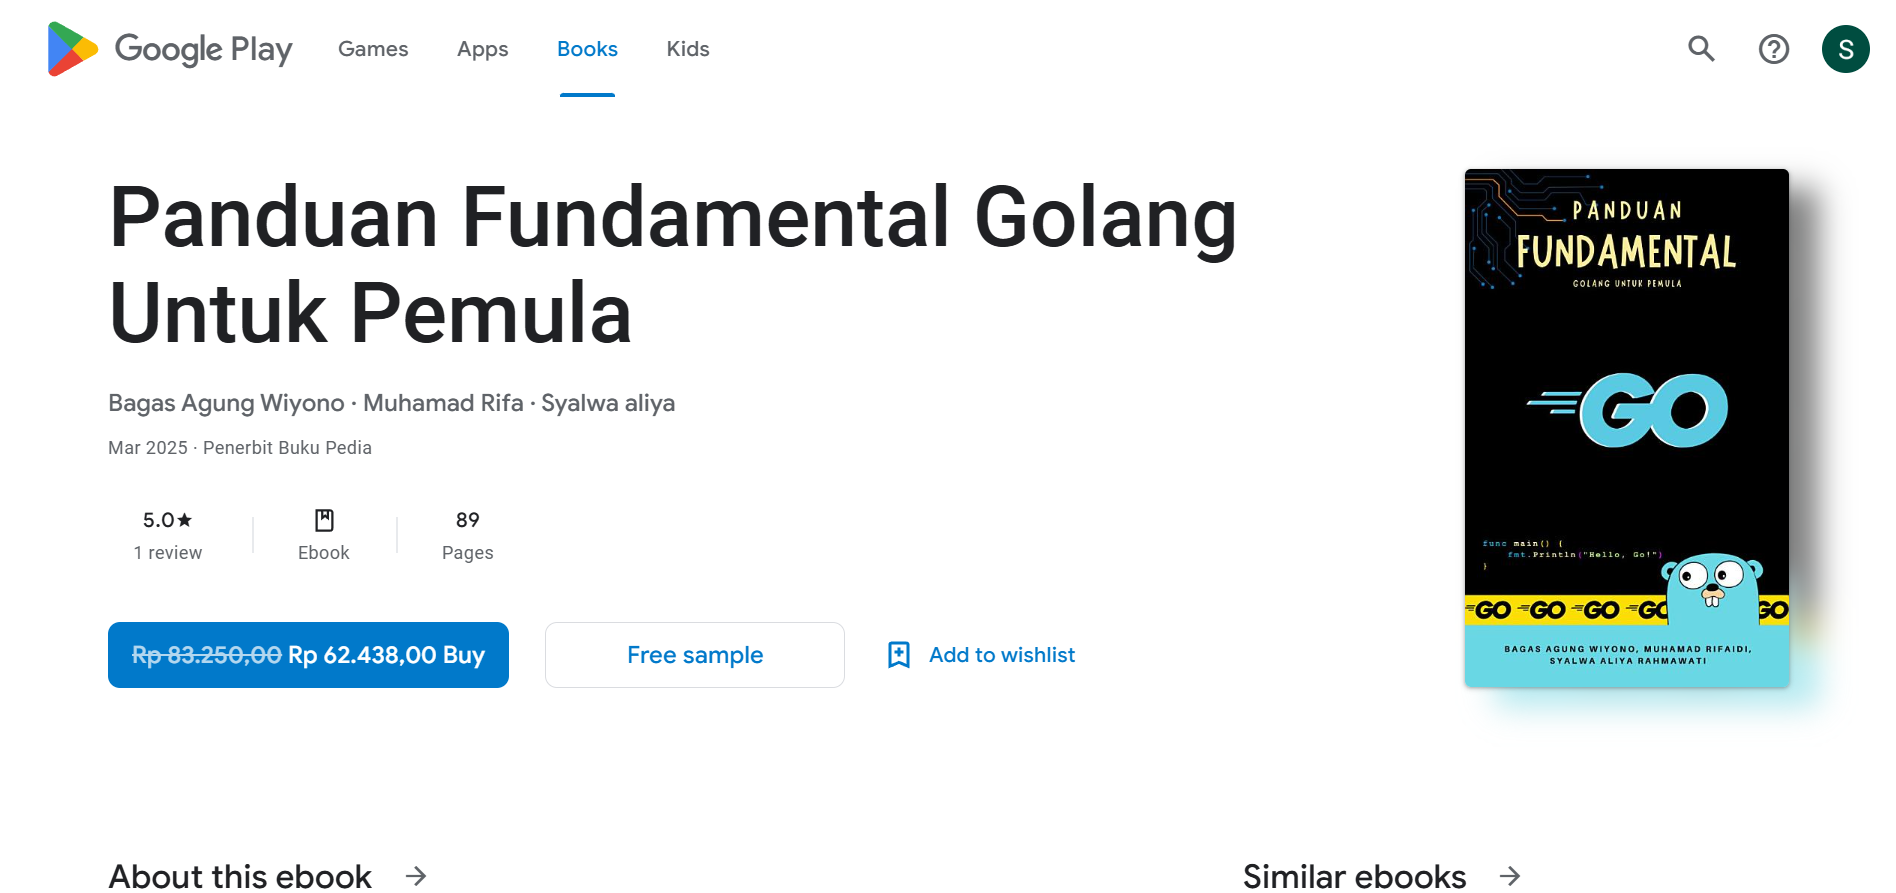 Google Play
Games
Apps
Books
Kids
S
Panduan Fundamental Golang
Untuk Pemula
Bagas Agung Wiyono · Muhamad Rifa · Syalwa aliya
Mar 2025 · Penerbit Buku Pedia
5.0★
1 review
Ebook
89
Pages
Rp 83.250,00 Rp 62.438,00 Buy
Free sample
Add to wishlist
PANDUAN
FUNDAMENTAL
GOLANG UNTUK PEMULA
GO
func main() {
fmt.Println("Hello, Go!")
}
GO GO GO GO GO
BAGAS AGUNG WIYONO, MUHAMAD RIFAIDI,
SYALWA ALIYA RAHMAWATI
About this ebook
Similar ebooks